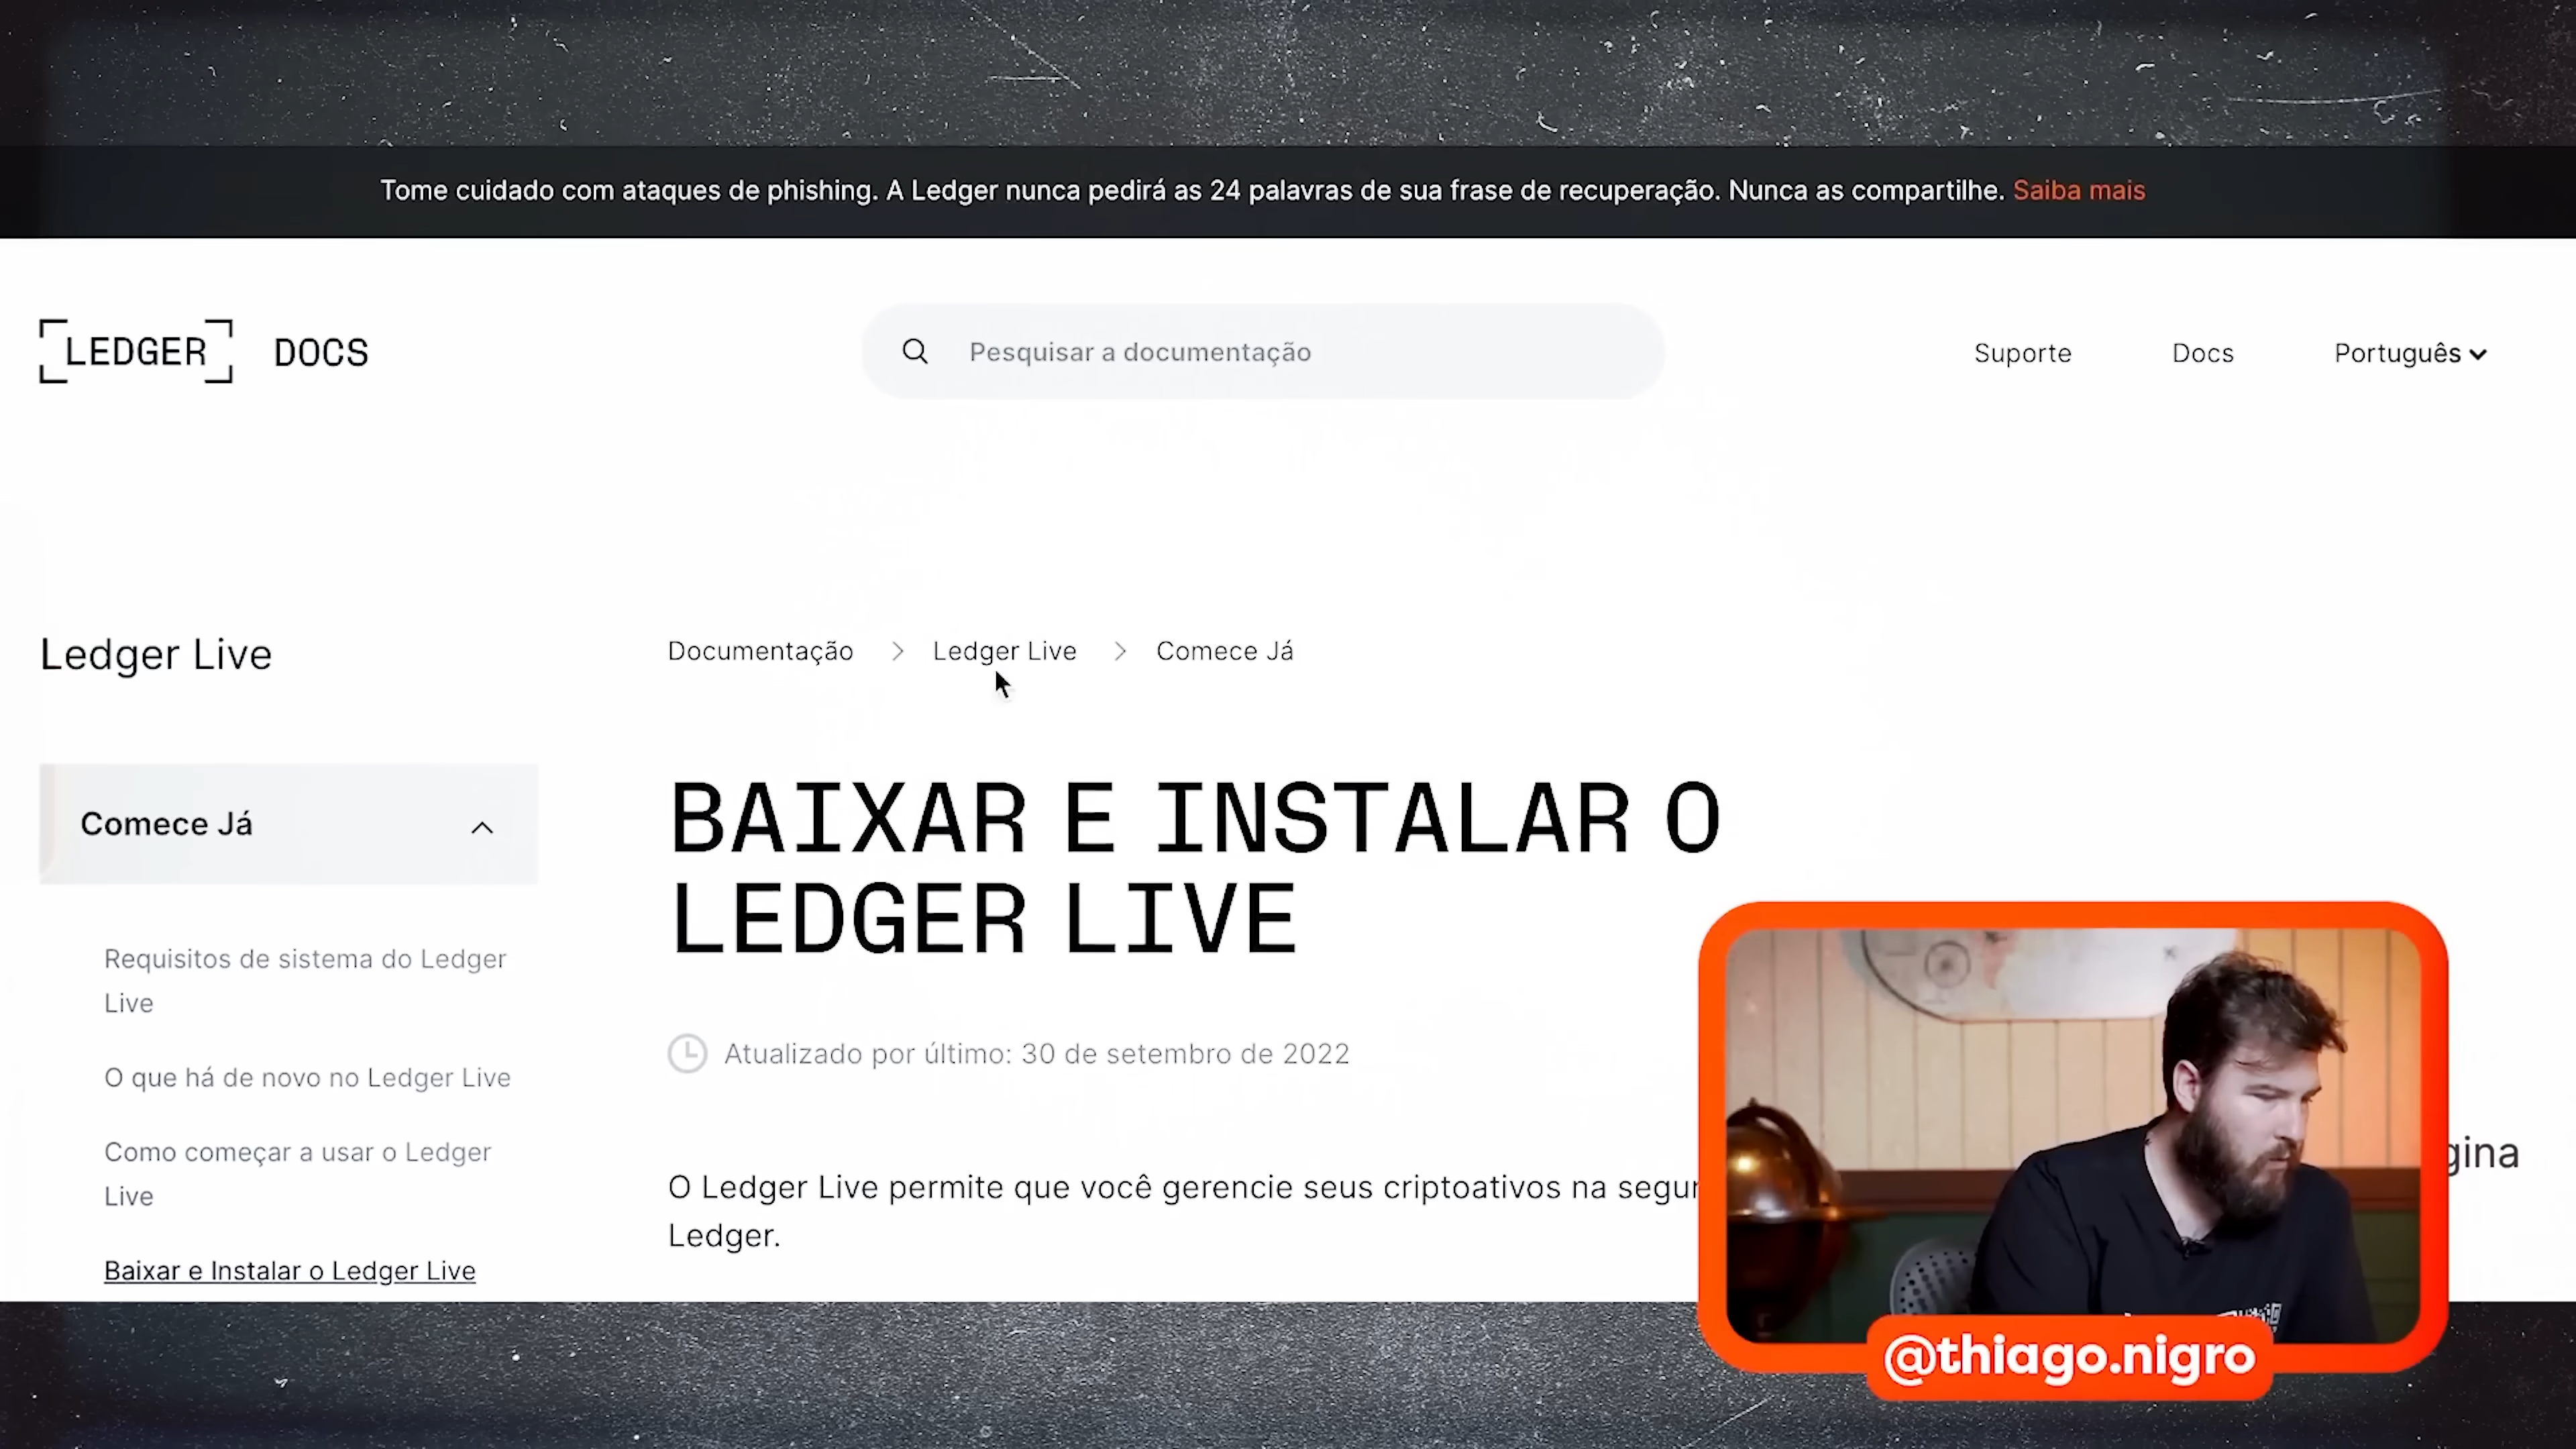 Tome cuidado com ataques de phishing. A Ledger nunca pedirá as 24 palavras de sua frase de recuperação. Nunca as compartilhe. Saiba mais
LEDGER DOCS
Pesquisar a documentação
Suporte
Docs
Português
Ledger Live
Documentação > Ledger Live > Comece Já
Comece Já
BAIXAR E INSTALAR O
LEDGER LIVE
Requisitos de sistema do Ledger
Live
O que há de novo no Ledger Live
Como começar a usar o Ledger
Live
Baixar e Instalar o Ledger Live
Atualizado por último: 30 de setembro de 2022
O Ledger Live permite que você gerencie seus criptoativos na segur
Ledger.
gina
@thiago.nigro